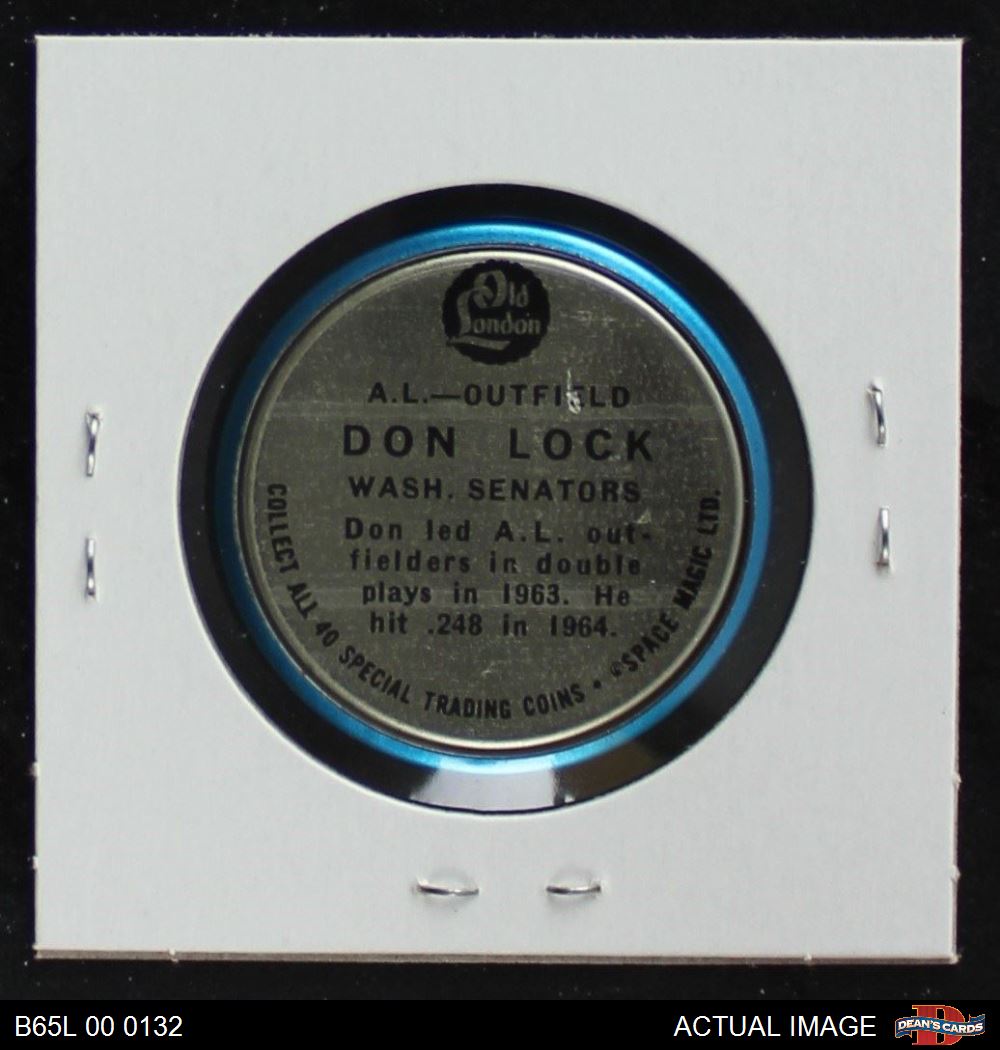 Old
London
A.L.—OUTFIELD
DON LOCK
WASH. SENATORS
Don led A.L. out-
fielders in double
plays in 1963. He
hit .248 in 1964.
COLLECT ALL 40 SPECIAL TRADING COINS • ©SPACE MAGIC LTD.
B65L 00 0132
ACTUAL IMAGE
D
DEAN'S CARDS